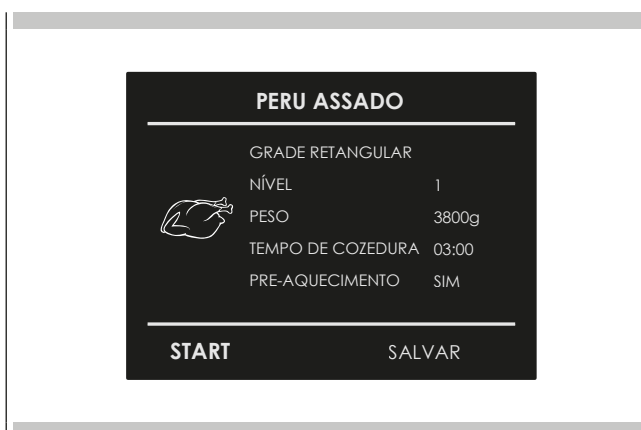 PERU ASSADO
GRADE RETANGULAR
NÍVEL 1
PESO 3800g
TEMPO DE COZEDURA 03:00
PRE-AQUECIMENTO SIM
START SALVAR